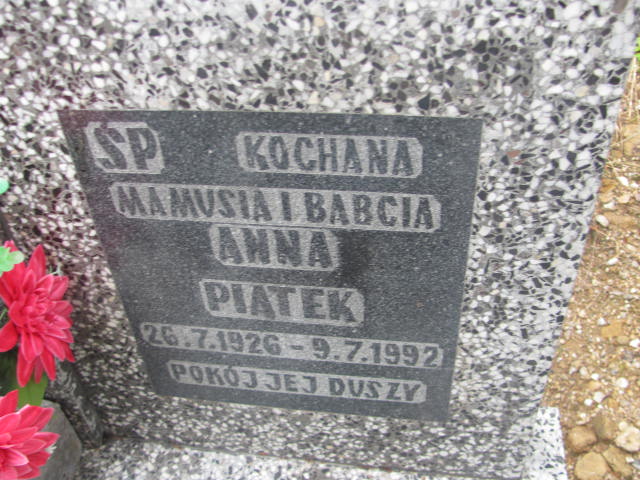 SP KOCHANA
MAMUSIA I BABCIA
ANNA
PIATEK
26.7.1926 - 9.7.1992
POKÓJ JEJ DUSZY